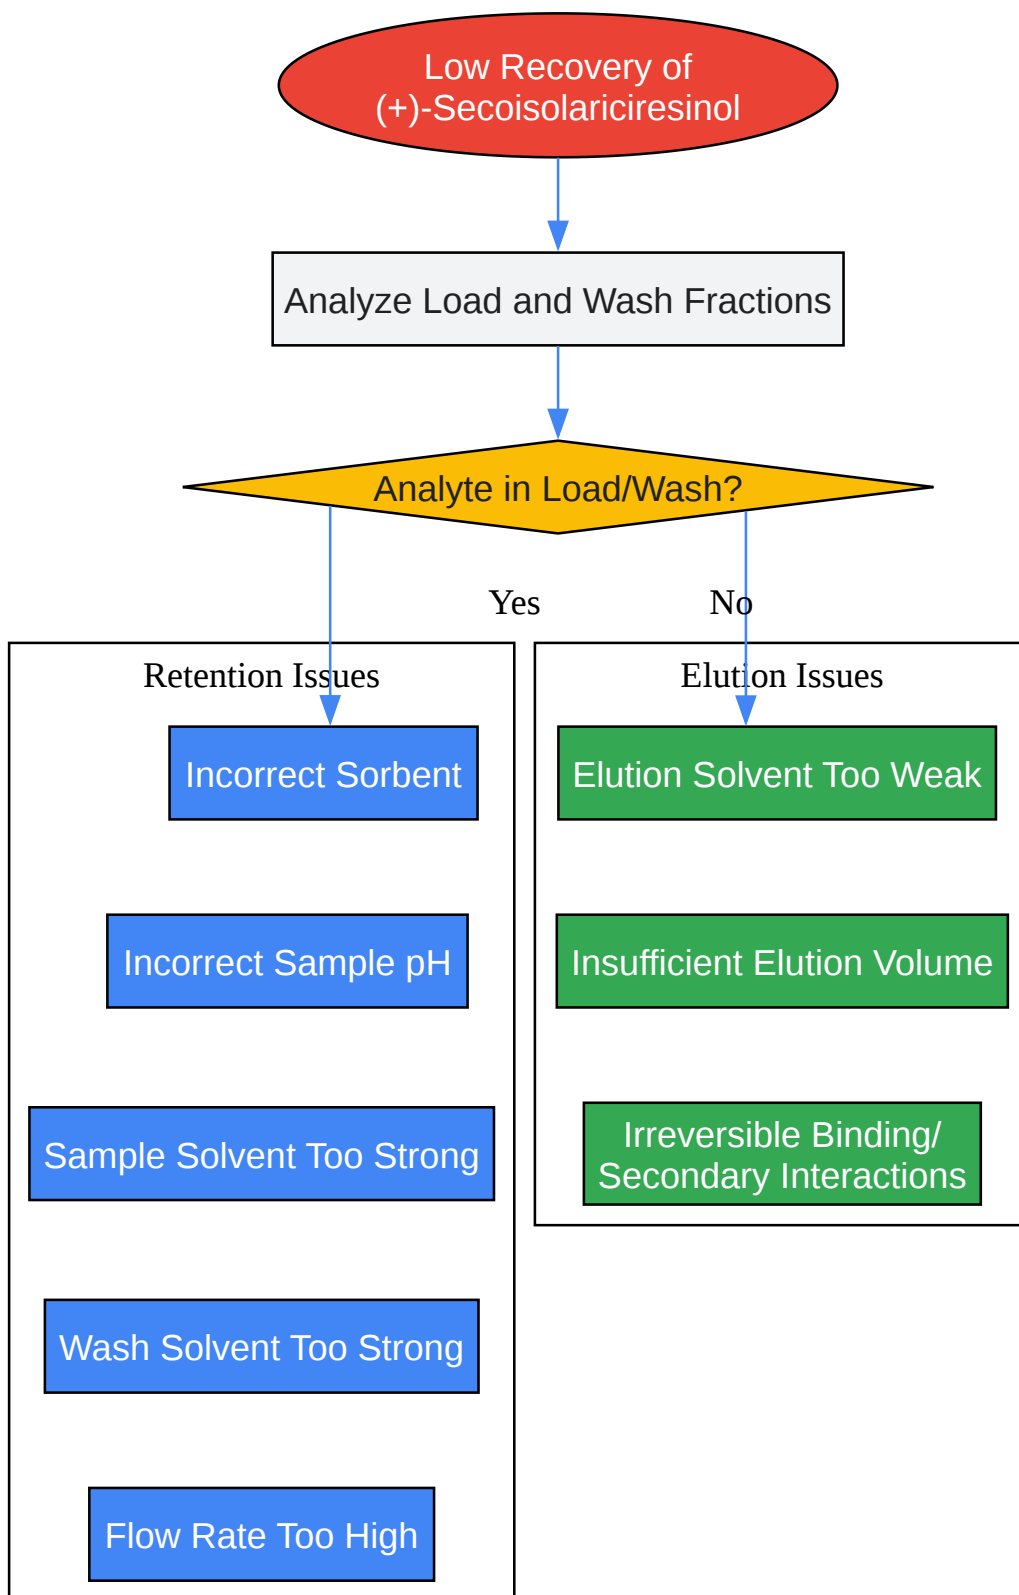 Low Recovery of
(+)-Secoisolariciresinol
Analyze Load and Wash Fractions
Analyte in Load/Wash?
Yes
No
Retention Issues
Incorrect Sorbent
Incorrect Sample pH
Sample Solvent Too Strong
Wash Solvent Too Strong
Flow Rate Too High
Elution Issues
Elution Solvent Too Weak
Insufficient Elution Volume
Irreversible Binding/
Secondary Interactions